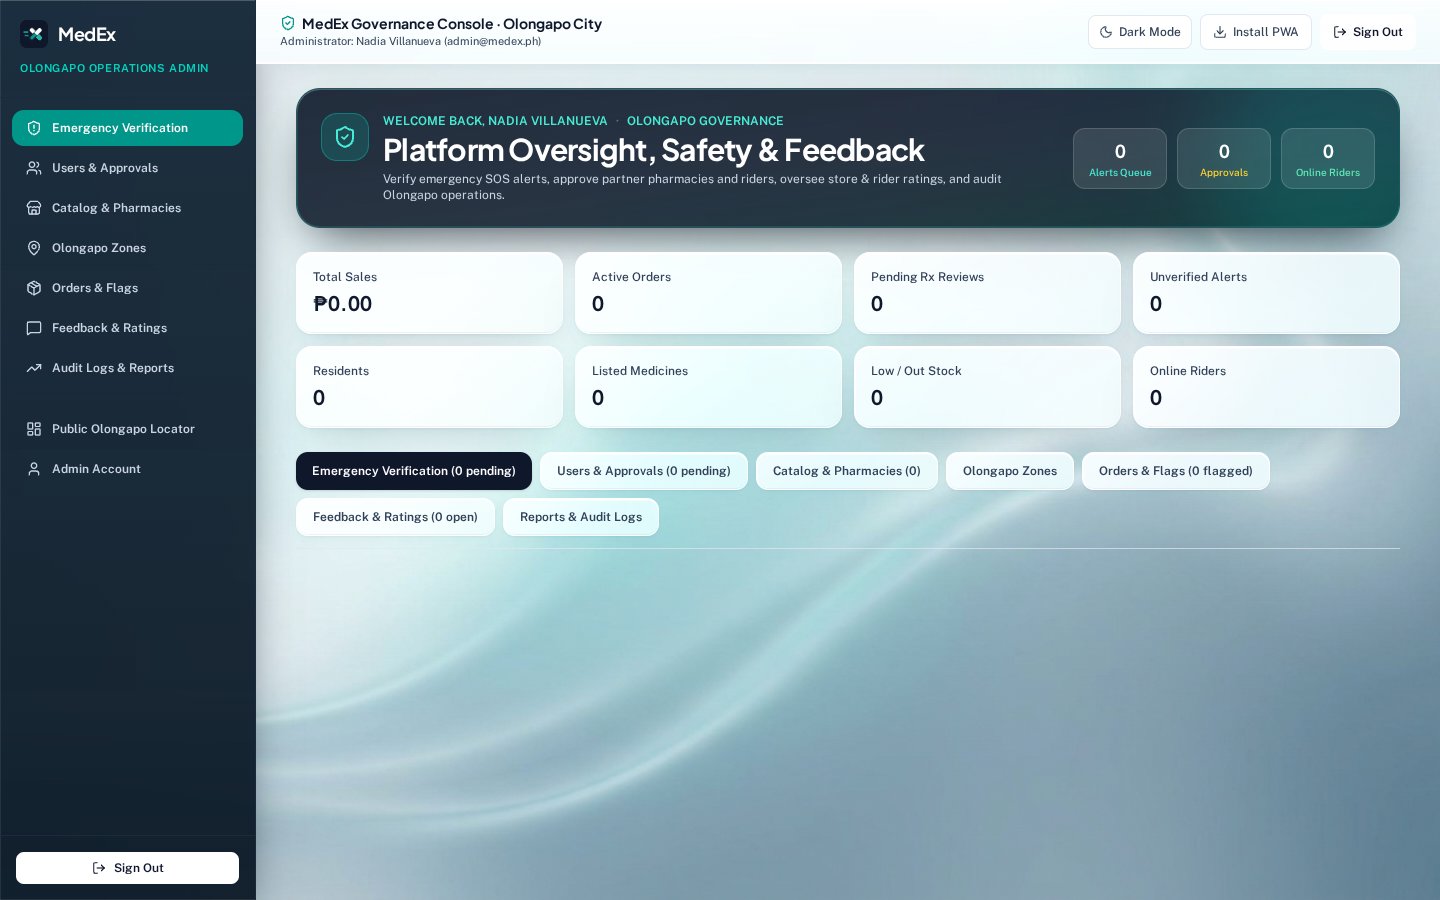 MedEx
OLONGAPO OPERATIONS ADMIN
Emergency Verification
Users & Approvals
Catalog & Pharmacies
Olongapo Zones
Orders & Flags
Feedback & Ratings
Audit Logs & Reports
Public Olongapo Locator
Admin Account
Sign Out
MedEx Governance Console · Olongapo City
Administrator: Nadia Villanueva (admin@medex.ph)
Dark Mode
Install PWA
Sign Out
WELCOME BACK, NADIA VILLANUEVA · OLONGAPO GOVERNANCE
Platform Oversight, Safety & Feedback
Verify emergency SOS alerts, approve partner pharmacies and riders, oversee store & rider ratings, and audit
Olongapo operations.
0
Alerts Queue
0
Approvals
0
Online Riders
Total Sales
₱0.00
Active Orders
0
Pending Rx Reviews
0
Unverified Alerts
0
Residents
0
Listed Medicines
0
Low / Out Stock
0
Online Riders
0
Emergency Verification (0 pending)
Users & Approvals (0 pending)
Catalog & Pharmacies (0)
Olongapo Zones
Orders & Flags (0 flagged)
Feedback & Ratings (0 open)
Reports & Audit Logs